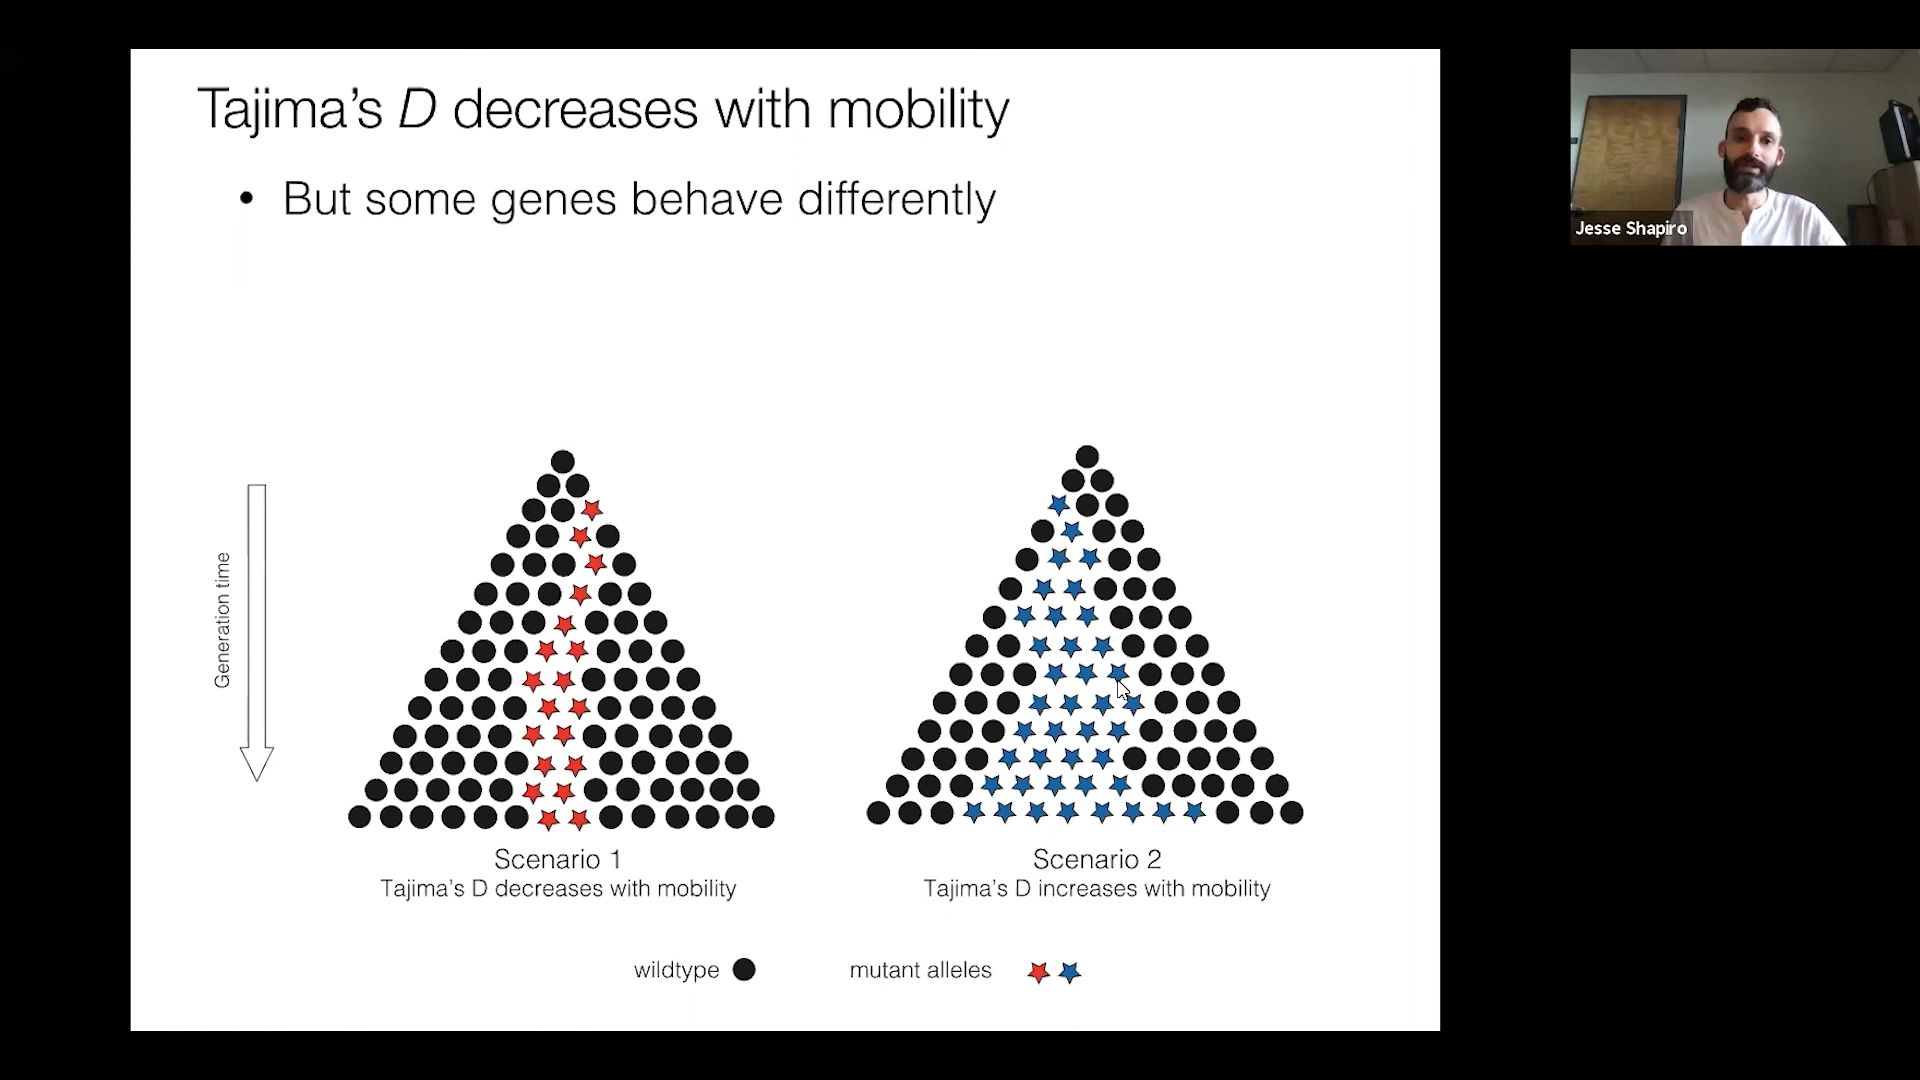 Tajima's D decreases with mobility
• But some genes behave differently
Jesse Shapiro
Generation time
Scenario 1
Tajima's D decreases with mobility
Scenario 2
Tajima's D increases with mobility
wildtype
mutant alleles